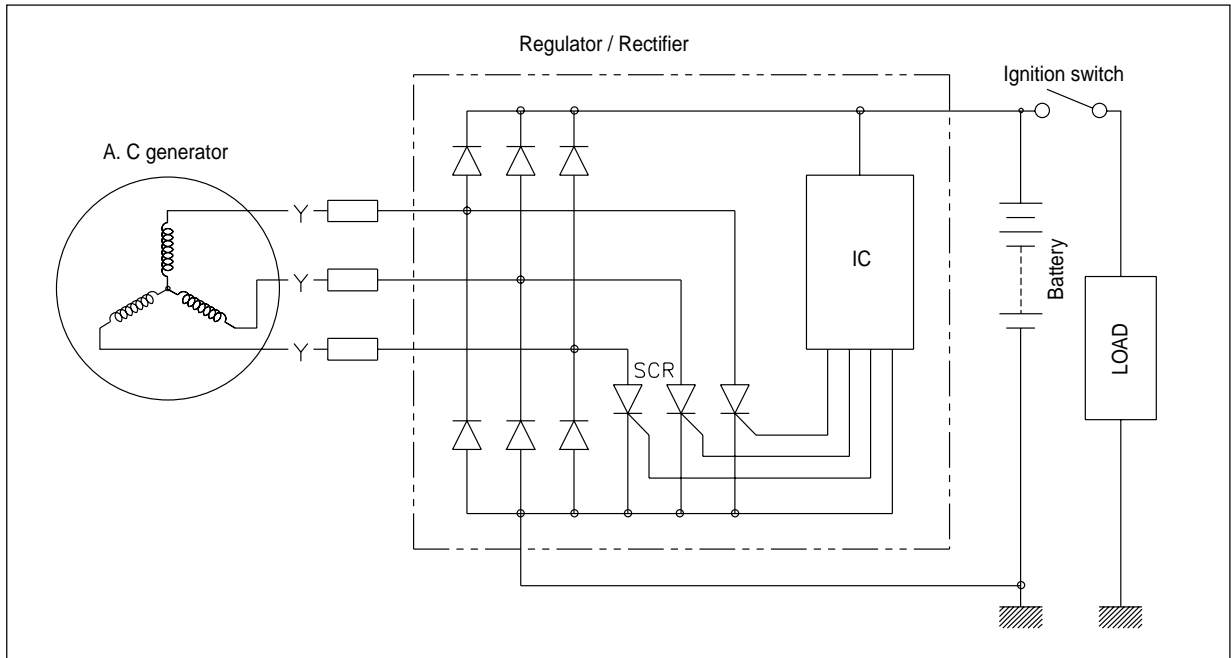 Regulator / Rectifier
Ignition switch
A. C generator
Y
Y
Y
IC
SCR
Battery
LOAD